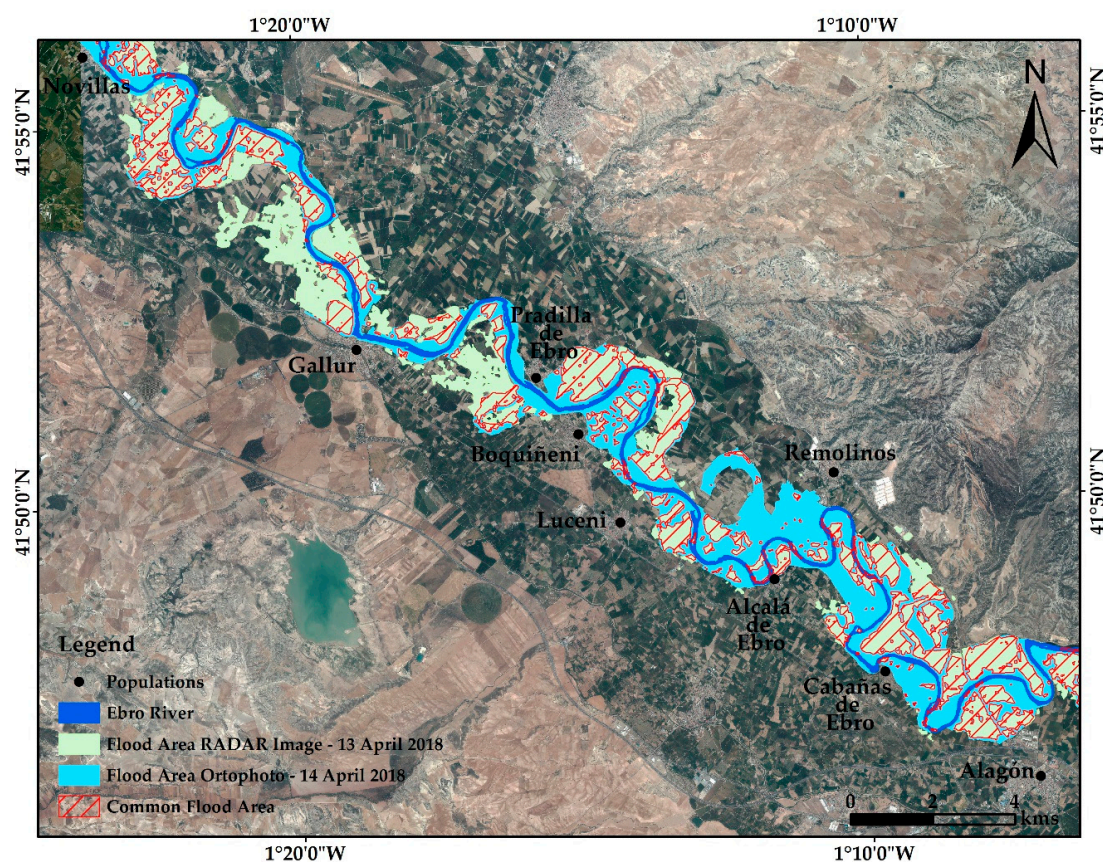 1°20'0"W
1°10'0"W
N
Novillas
41°55'0"N
41°55'0"N
Pradilla
de
Ebro
Gallur
Boquiñeni
Remolinos
41°50'0"N
41°50'0"N
Luceni
Alcalá
de
Ebro
Cabañas
de
Ebro
Alagón
Legend
Populations
Ebro River
Flood Area RADAR Image - 13 April 2018
Flood Area Ortophoto - 14 April 2018
Common Flood Area
0 2 4
kms
1°20'0"W
1°10'0"W